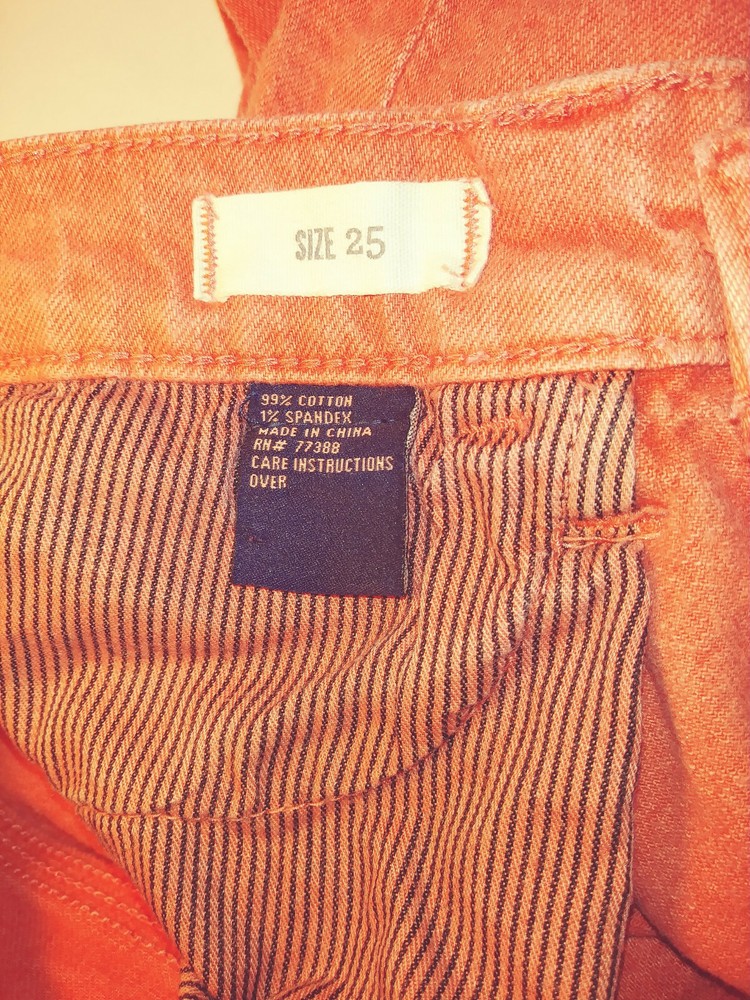 SIZE 25
99% COTTON
1% SPANDEX
MADE IN CHINA
RN# 77388
CARE INSTRUCTIONS
OVER